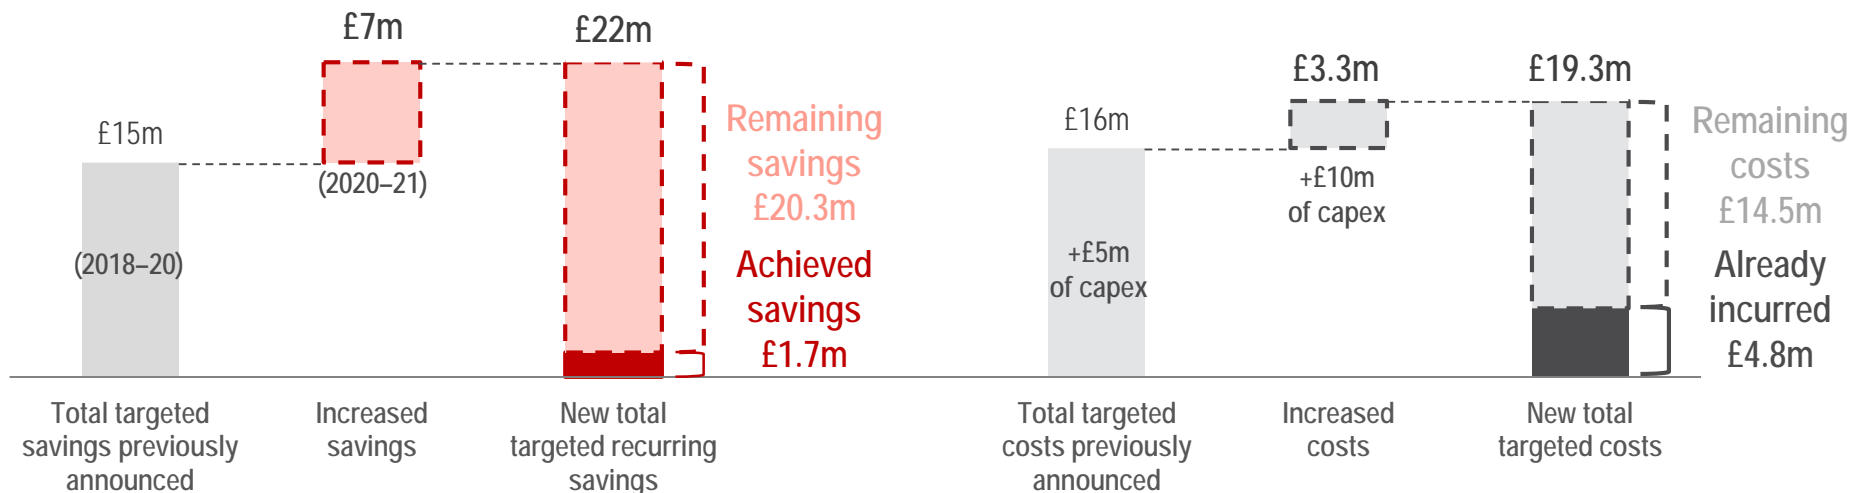 £7m
£22m
£15m
(2020–21)
(2018–20)
Remaining
savings
£20.3m
Achieved
savings
£1.7m
Total targeted
savings previously
announced
Increased
savings
New total
targeted recurring
savings
£3.3m
£19.3m
£16m
+£10m
of capex
+£5m
of capex
Remaining
costs
£14.5m
Already
incurred
£4.8m
Total targeted
costs previously
announced
Increased
costs
New total
targeted costs